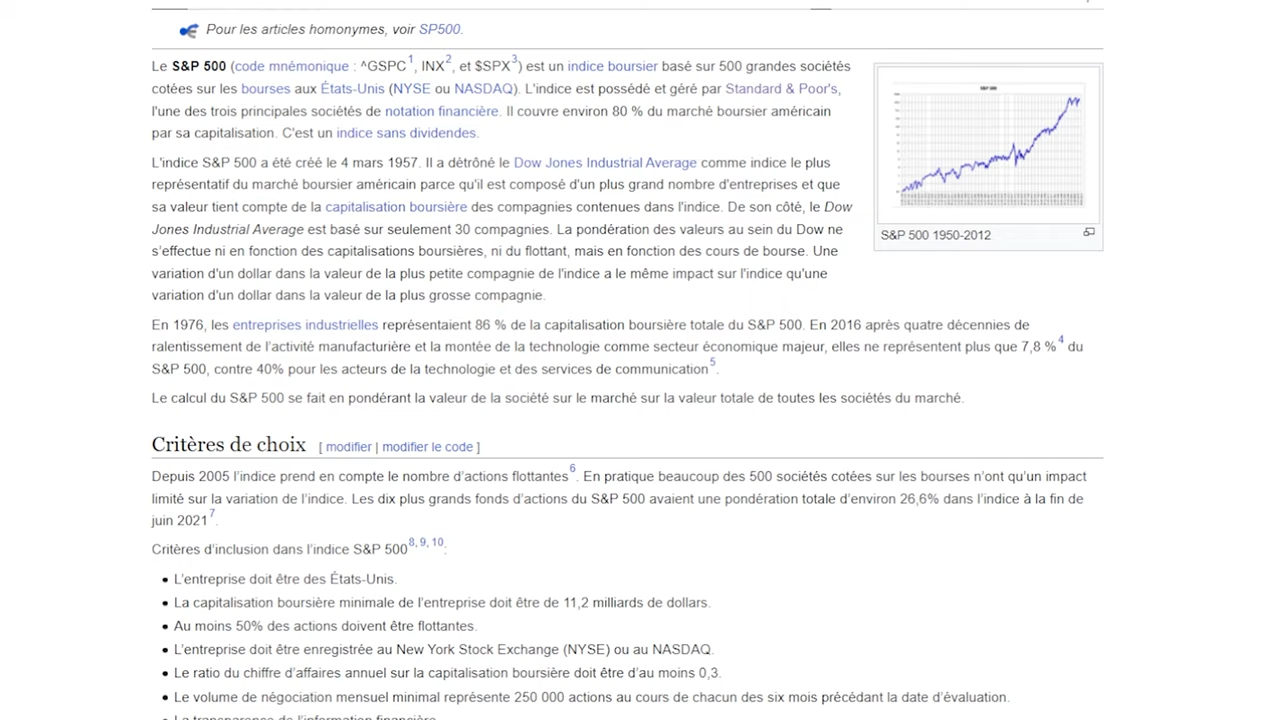 Pour les articles homonymes, voir SP500.
Le S&P 500 (code mnémonique : ^GSPC1, INX2, et $SPX3) est un indice boursier basé sur 500 grandes sociétés
cotées sur les bourses aux États-Unis (NYSE ou NASDAQ). L'indice est possédé et géré par Standard & Poor's,
l'une des trois principales sociétés de notation financière. Il couvre environ 80 % du marché boursier américain
par sa capitalisation. C'est un indice sans dividendes.
L'indice S&P 500 a été créé le 4 mars 1957. Il a détrôné le Dow Jones Industrial Average comme indice le plus
représentatif du marché boursier américain parce qu'il est composé d'un plus grand nombre d'entreprises et que
sa valeur tient compte de la capitalisation boursière des compagnies contenues dans l'indice. De son côté, le Dow
Jones Industrial Average est basé sur seulement 30 compagnies. La pondération des valeurs au sein du Dow ne
s'effectue ni en fonction des capitalisations boursières, ni du flottant, mais en fonction des cours de bourse. Une
variation d'un dollar dans la valeur de la plus petite compagnie de l'indice a le même impact sur l'indice qu'une
variation d'un dollar dans la valeur de la plus grosse compagnie.
S&P 500
S&P 500 1950-2012
En 1976, les entreprises industrielles représentaient 86 % de la capitalisation boursière totale du S&P 500. En 2016 après quatre décennies de
ralentissement de l'activité manufacturière et la montée de la technologie comme secteur économique majeur, elles ne représentent plus que 7,8 %4 du
S&P 500, contre 40% pour les acteurs de la technologie et des services de communication5.
Le calcul du S&P 500 se fait en pondérant la valeur de la société sur le marché sur la valeur totale de toutes les sociétés du marché.
Critères de choix [ modifier | modifier le code ]
Depuis 2005 l'indice prend en compte le nombre d'actions flottantes6. En pratique beaucoup des 500 sociétés cotées sur les bourses n'ont qu'un impact
limité sur la variation de l'indice. Les dix plus grands fonds d'actions du S&P 500 avaient une pondération totale d'environ 26,6% dans l'indice à la fin de
juin 20217.
Critères d'inclusion dans l'indice S&P 5008, 9, 10:
• L'entreprise doit être des États-Unis.
• La capitalisation boursière minimale de l'entreprise doit être de 11,2 milliards de dollars.
• Au moins 50% des actions doivent être flottantes.
• L'entreprise doit être enregistrée au New York Stock Exchange (NYSE) ou au NASDAQ.
• Le ratio du chiffre d'affaires annuel sur la capitalisation boursière doit être d'au moins 0,3.
• Le volume de négociation mensuel minimal représente 250 000 actions au cours de chacun des six mois précédant la date d'évaluation.
• La transparence de l'information financière.